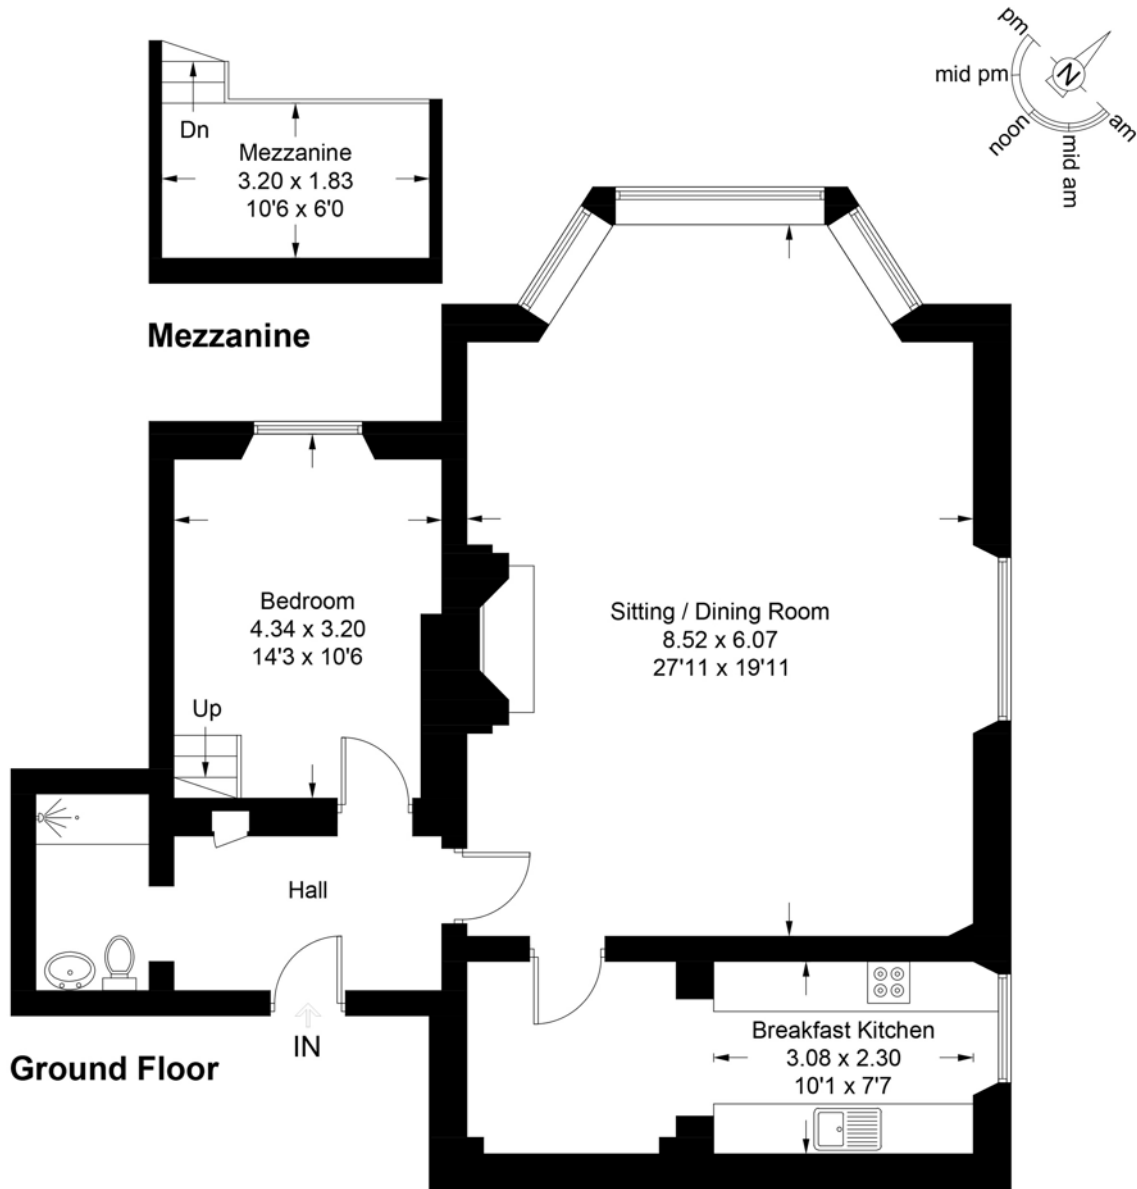 pm
mid pm
N
noon
mid am
am
Dn
Mezzanine
3.20 x 1.83
10'6 x 6'0
Mezzanine
Bedroom
4.34 x 3.20
14'3 x 10'6
Up
Sitting / Dining Room
8.52 x 6.07
27'11 x 19'11
Hall
IN
Breakfast Kitchen
3.08 x 2.30
10'1 x 7'7
Ground Floor